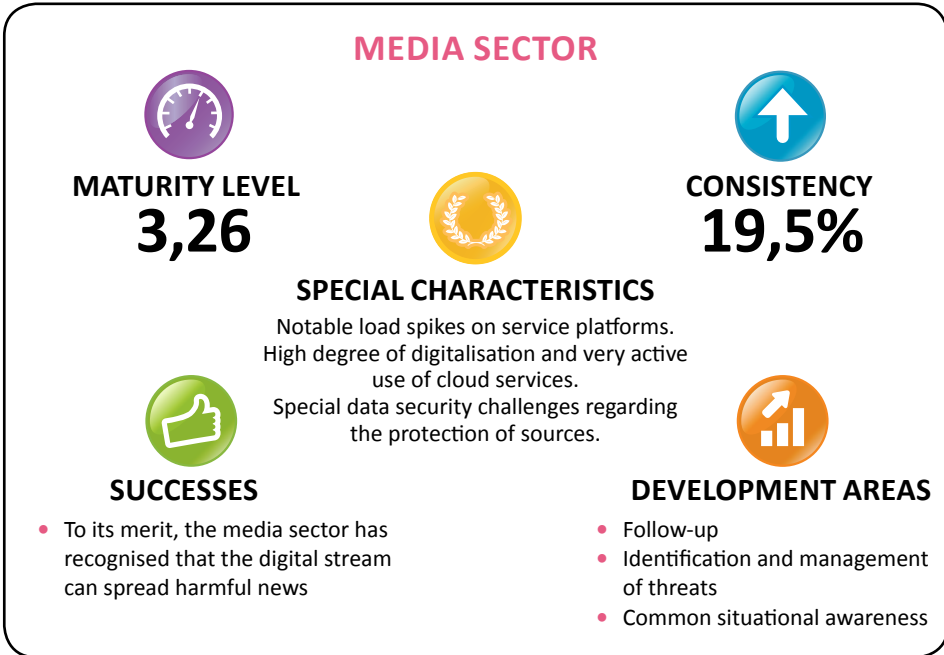 MEDIA SECTOR
MATURITY LEVEL
3,26
CONSISTENCY
19,5%
SPECIAL CHARACTERISTICS
Notable load spikes on service platforms.
High degree of digitalisation and very active
use of cloud services.
Special data security challenges regarding
the protection of sources.
SUCCESSES
• To its merit, the media sector has
recognised that the digital stream
can spread harmful news
DEVELOPMENT AREAS
• Follow-up
• Identification and management
of threats
• Common situational awareness